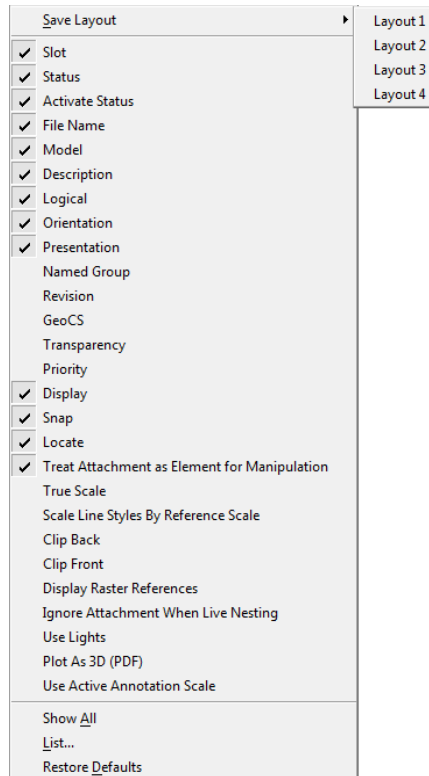 Save Layout
Layout 1
Layout 2
Layout 3
Layout 4
Slot
Status
Activate Status
File Name
Model
Description
Logical
Orientation
Presentation
Named Group
Revision
GeoCS
Transparency
Priority
Display
Snap
Locate
Treat Attachment as Element for Manipulation
True Scale
Scale Line Styles By Reference Scale
Clip Back
Clip Front
Display Raster References
Ignore Attachment When Live Nesting
Use Lights
Plot As 3D (PDF)
Use Active Annotation Scale
Show All
List...
Restore Defaults